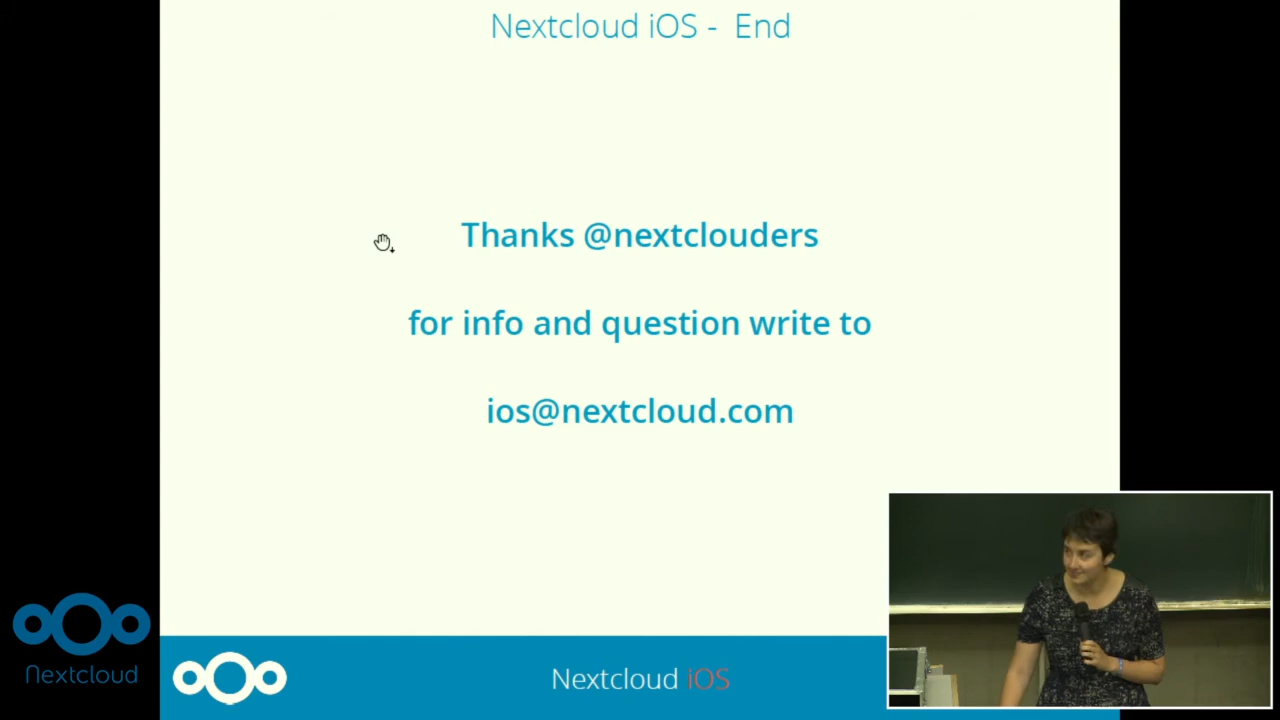 Nextcloud iOS - End
Thanks @nextclouders
for info and question write to
ios@nextcloud.com
Nextcloud
Nextcloud iOS